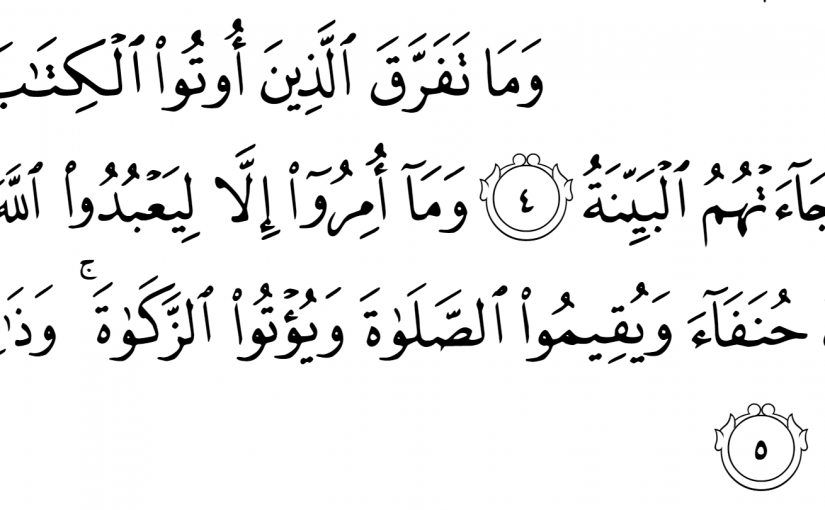 وَمَا تَفَرَّقَ ٱلَّذِينَ أُوتُوا۟ ٱلْكِتَـٰبَ
جَآءَتْهُمُ ٱلْبَيِّنَةُ ٤ وَمَآ أُمِرُوٓا۟ إِلَّا لِيَعْبُدُوا۟ ٱللَّهَ
حُنَفَآءَ وَيُقِيمُوا۟ ٱلصَّلَوٰةَ وَيُؤْتُوا۟ ٱلزَّكَوٰةَ ۚ وَذَٰ
٥